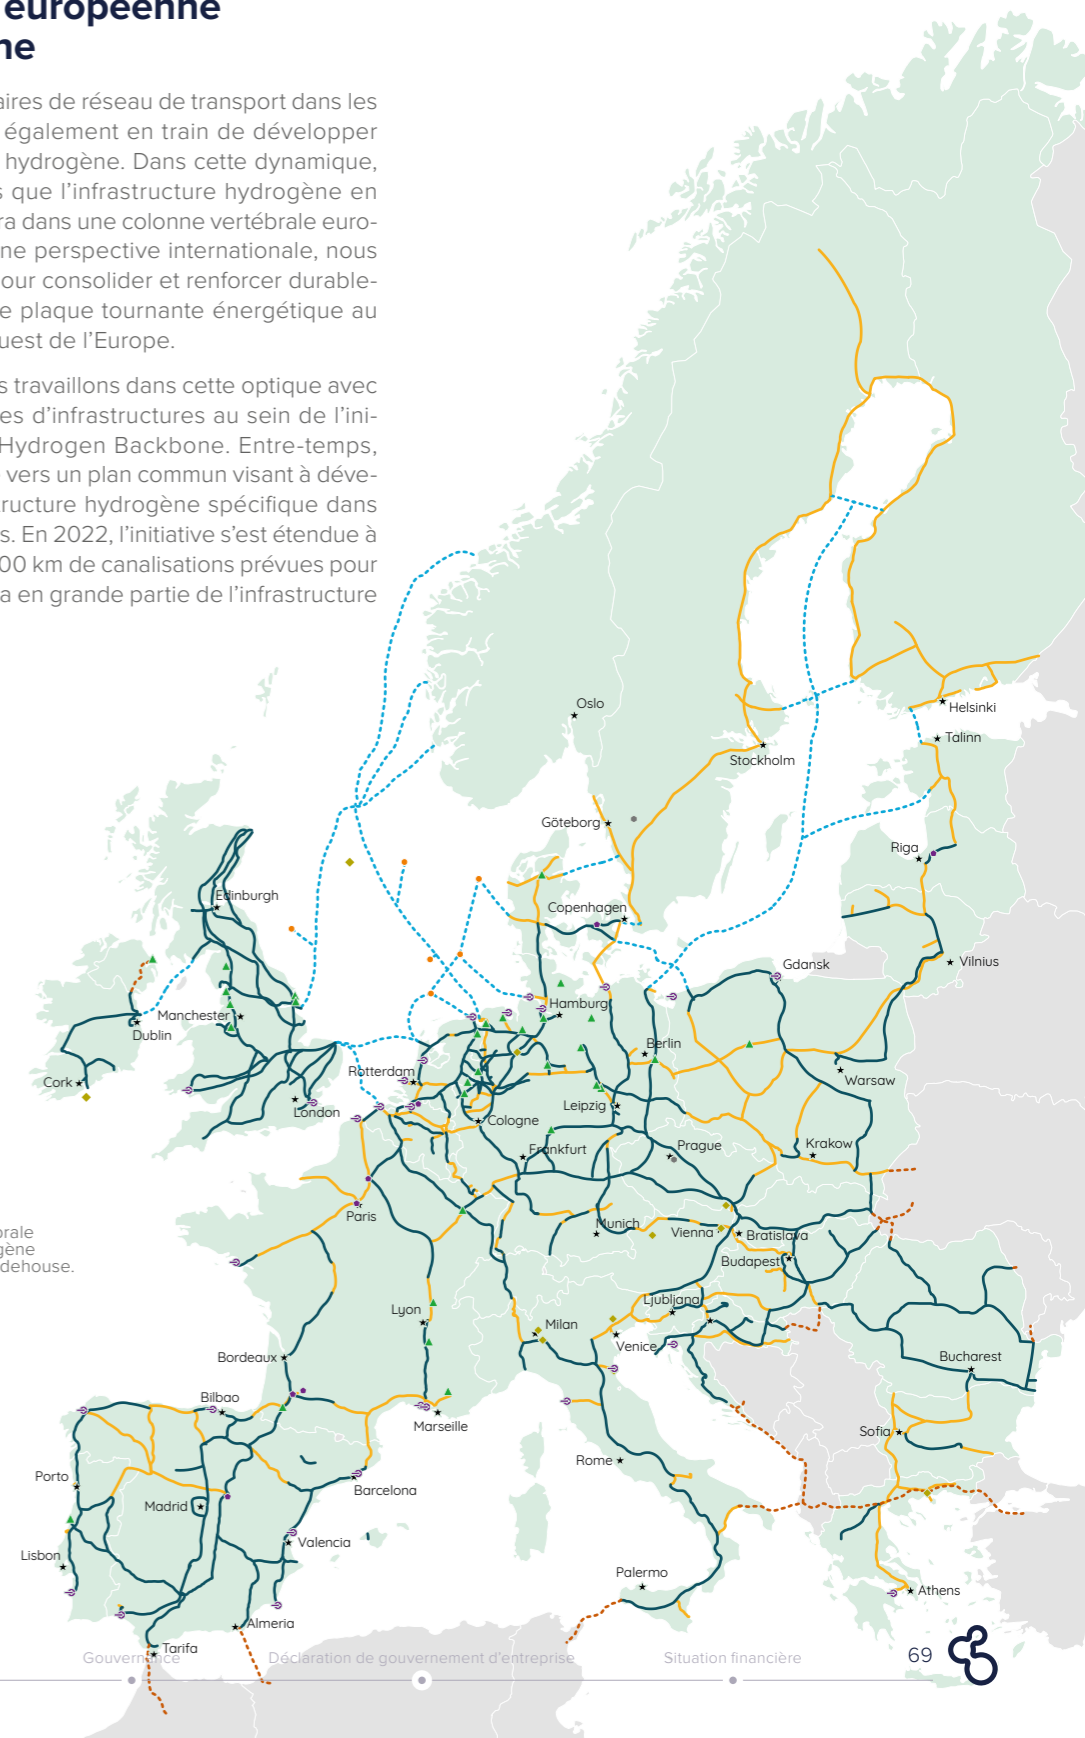 européenne
ne
aires de réseau de transport dans les
également en train de développer
hydrogène. Dans cette dynamique,
s que l’infrastructure hydrogène en
ra dans une colonne vertébrale euro-
ne perspective internationale, nous
our consolider et renforcer durable-
e plaque tournante énergétique au
uest de l’Europe.
s travaillons dans cette optique avec
es d’infrastructures au sein de l’ini-
Hydrogen Backbone. Entre-temps,
vers un plan commun visant à déve-
tructure hydrogène spécifique dans
s. En 2022, l’initiative s’est étendue à
00 km de canalisations prévues pour
a en grande partie de l’infrastructure
Oslo
Helsinki
Talinn
Stockholm
Göteborg
Riga
Edinburgh
Copenhagen
Vilnius
Gdansk
Hamburg
Manchester
Dublin
Berlin
Rotterdam
Warsaw
Cork
London
Leipzig
Cologne
Frankfurt
Prague
Krakow
Paris
Munich
Vienna
Bratislava
Budapest
orale
gène
dehouse.
Ljubljana
Lyon
Milan
Venice
Bordeaux
Bucharest
Bilbao
Marseille
Sofia
Rome
Porto
Barcelona
Madrid
Valencia
Lisbon
Palermo
Athens
Almeria
Tarifa
Gouvernance
Déclaration de gouvernement d’entreprise
Situation financière
69